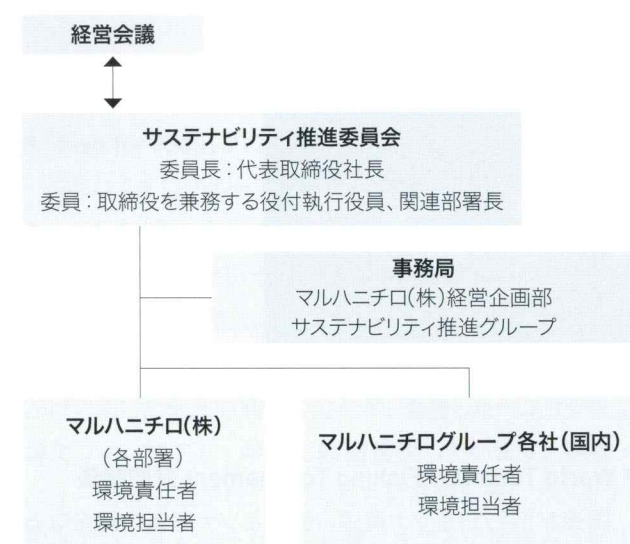 経営会議
サステナビリティ推進委員会
委員長：代表取締役社長
委員：取締役を兼務する役付執行役員、関連部署長
事務局
マルハニチロ(株)経営企画部
サステナビリティ推進グループ
マルハニチロ(株)
(各部署)
環境責任者
環境担当者
マルハニチログループ各社(国内)
環境責任者
環境担当者